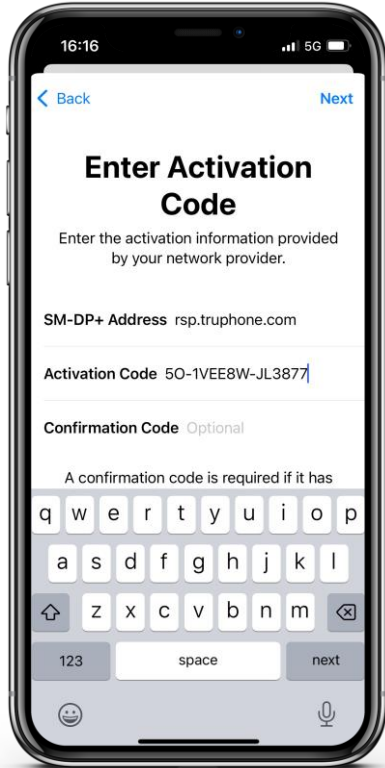 16:16 5G
Back Next
Enter Activation
Code
Enter the activation information provided
by your network provider.
SM-DP+ Address rsp.truphone.com
Activation Code 5O-1VEE8W-JL3877
Confirmation Code Optional
A confirmation code is required if it has
q w e r t y u i o p
a s d f g h j k l
z x c v b n m
123 space next